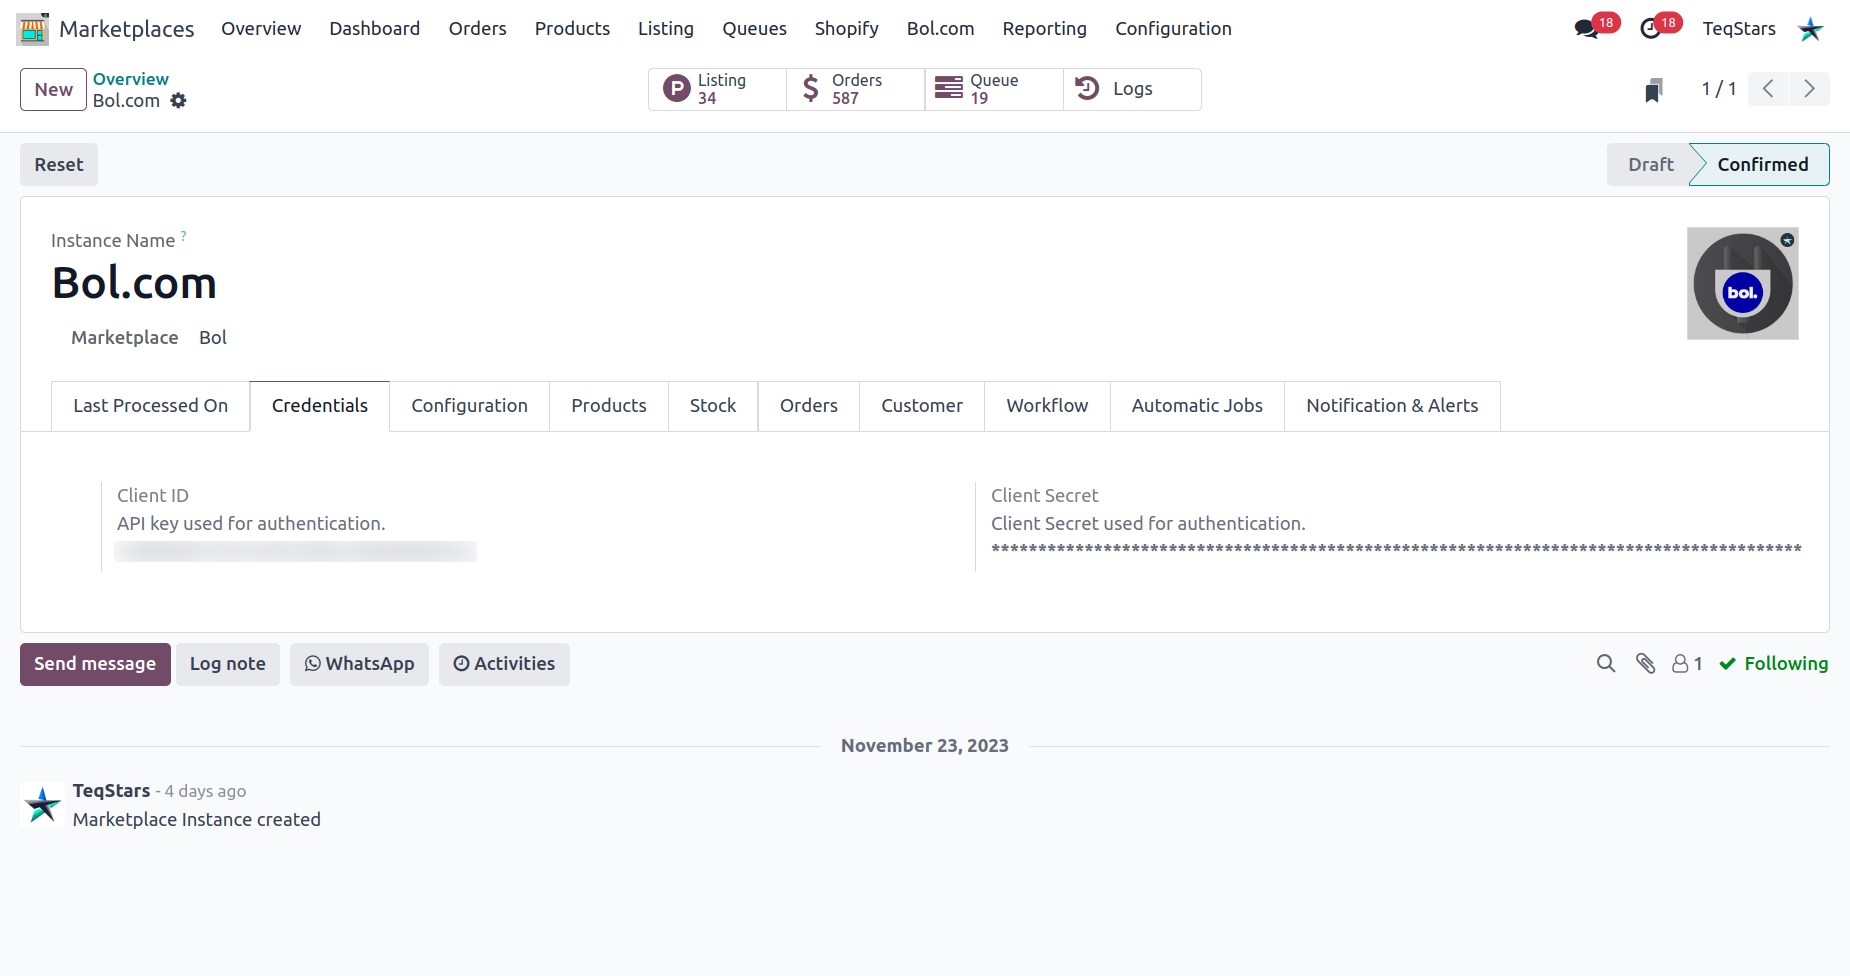 Marketplaces Overview Dashboard Orders Products Listing Queues Shopify Bol.com Reporting Configuration 18 18 TeqStars
New Overview Listing Orders Queue Logs 1 / 1
Bol.com 34 587 19
Reset Draft Confirmed
Instance Name ?
Bol.com
bol.
Marketplace Bol
Last Processed On Credentials Configuration Products Stock Orders Customer Workflow Automatic Jobs Notification & Alerts
Client ID Client Secret
API key used for authentication. Client Secret used for authentication.
***************************************************************************************
Send message Log note WhatsApp Activities 1 Following
November 23, 2023
TeqStars - 4 days ago
Marketplace Instance created